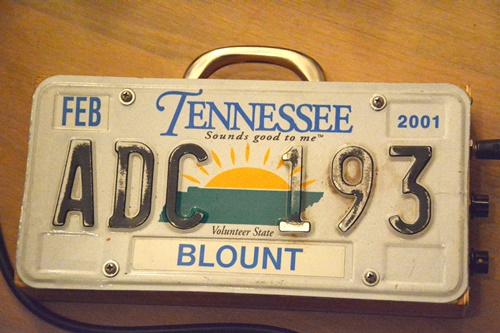 FEB TENNESSEE 2001
Sounds good to me™
ADC 193
Volunteer State
BLOUNT